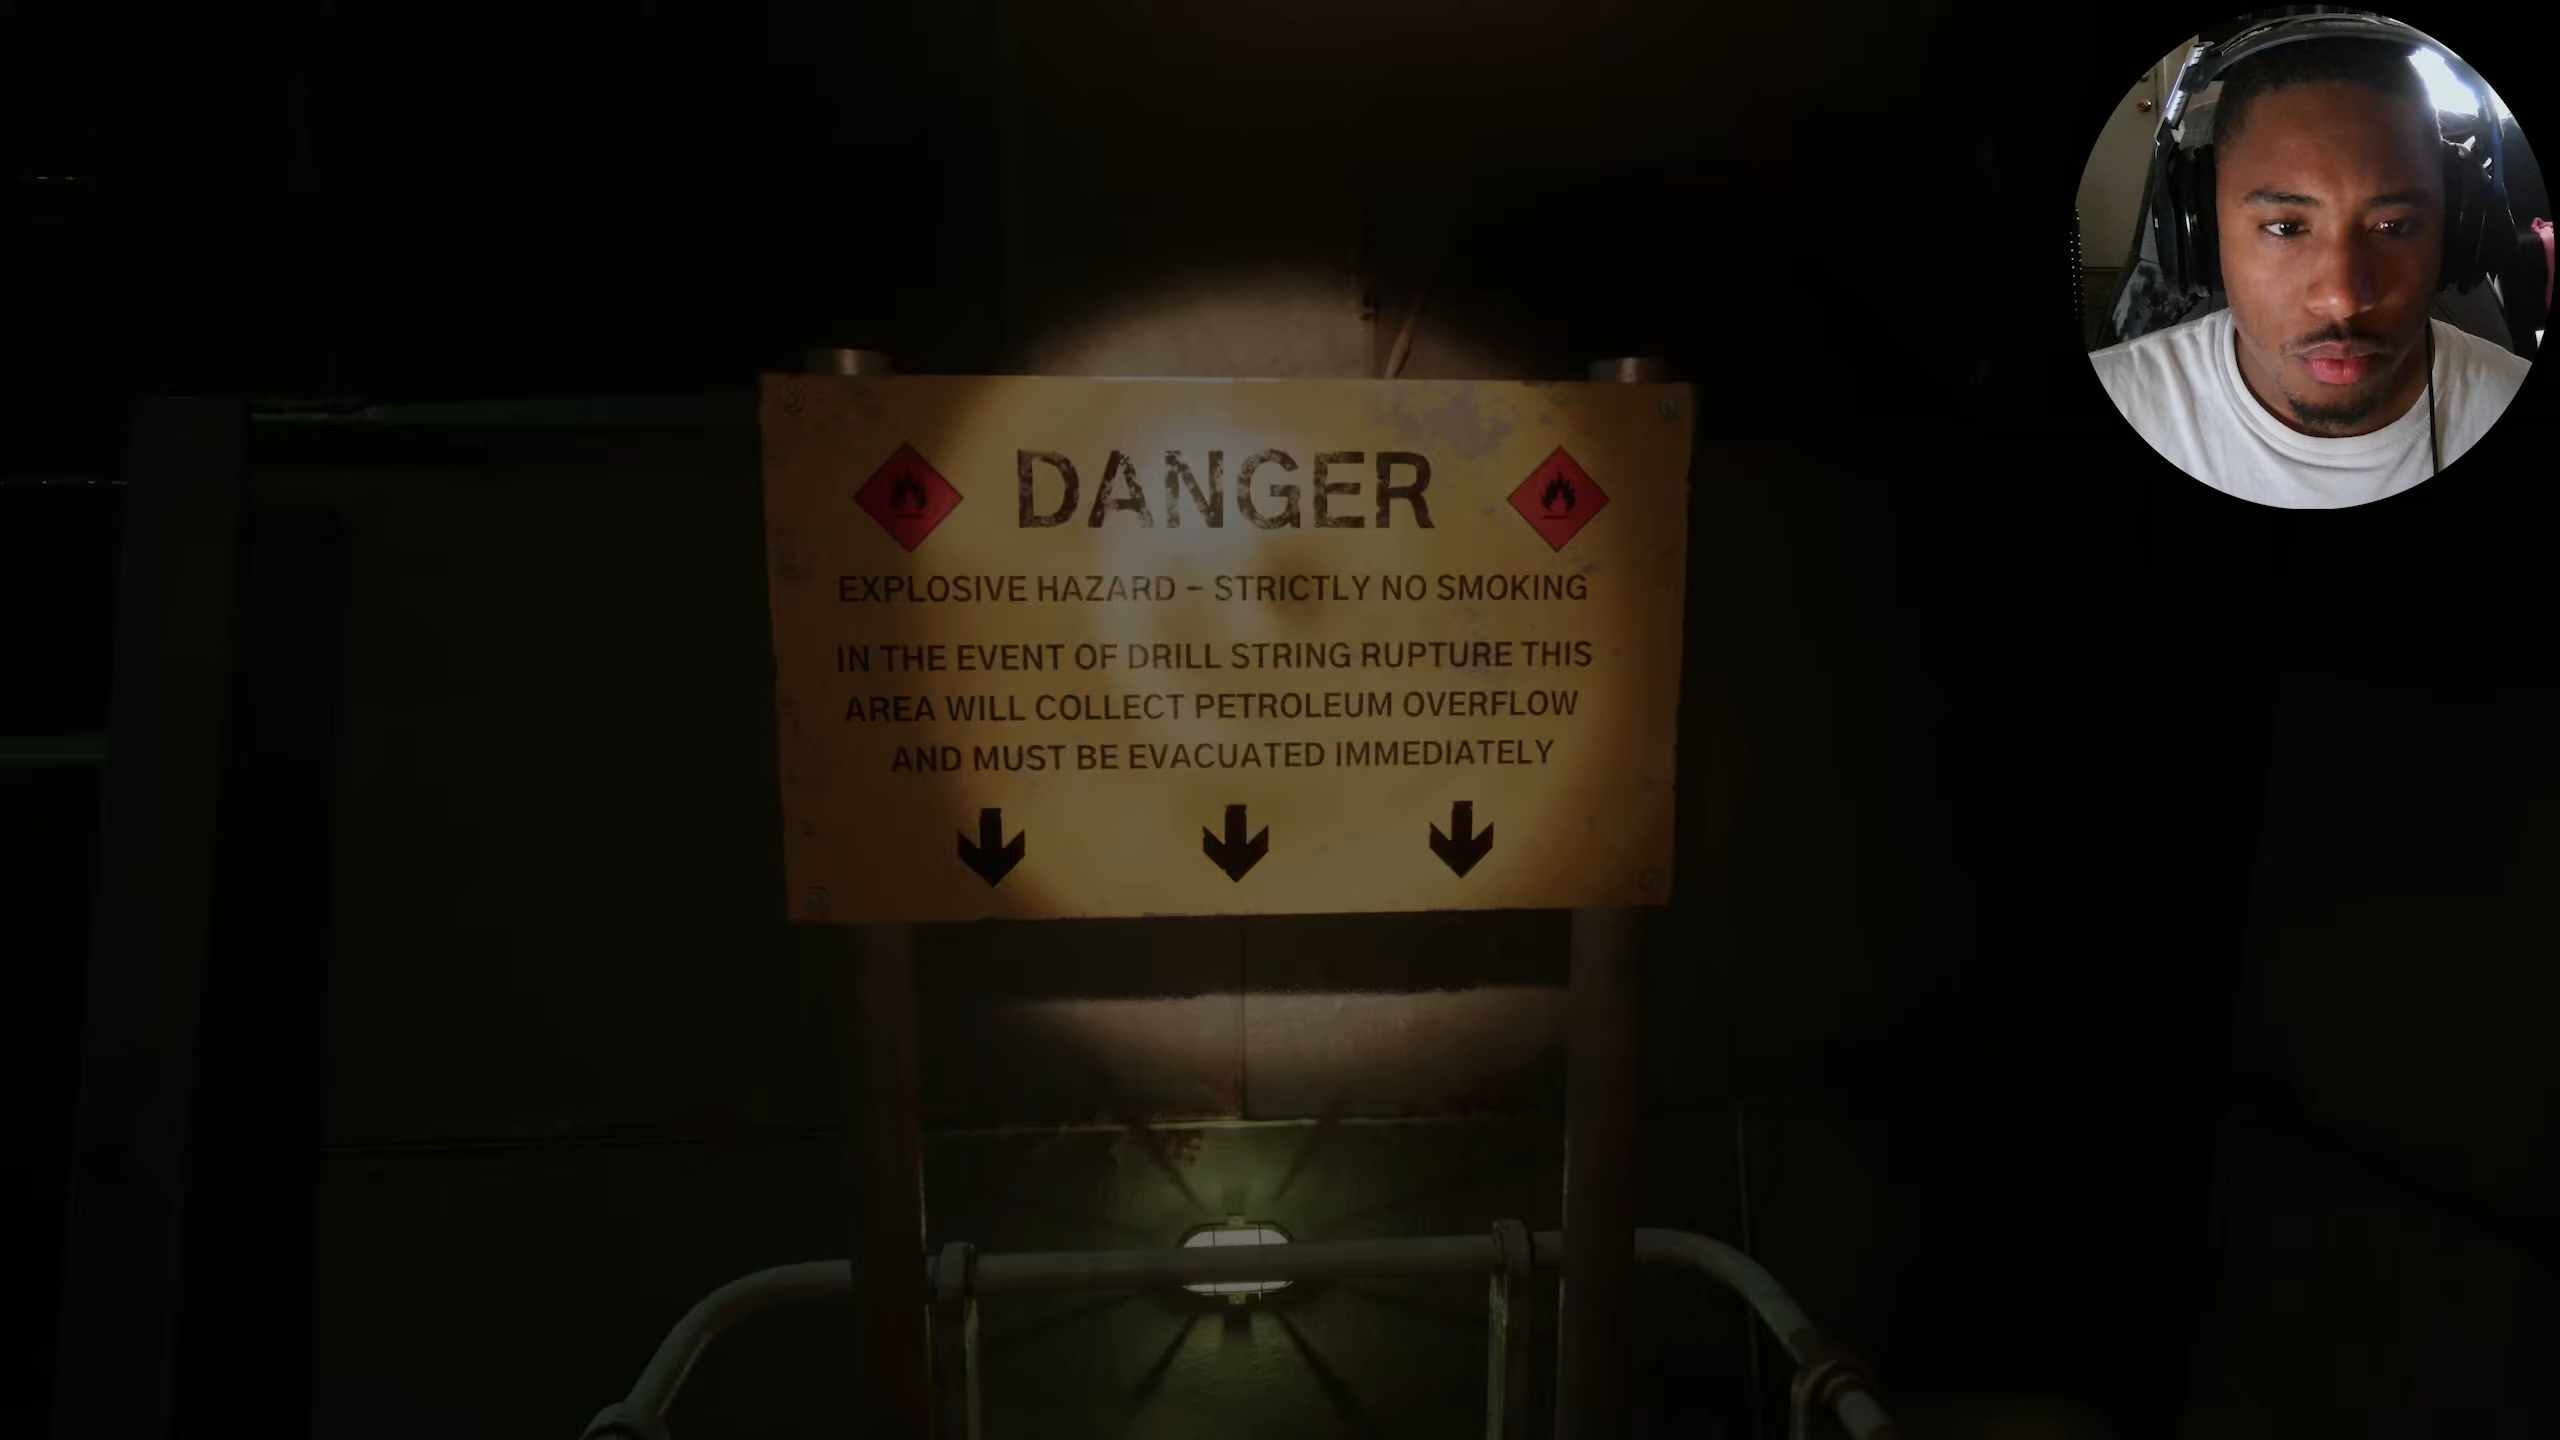 DANGER
EXPLOSIVE HAZARD - STRICTLY NO SMOKING
IN THE EVENT OF DRILL STRING RUPTURE THIS
AREA WILL COLLECT PETROLEUM OVERFLOW
AND MUST BE EVACUATED IMMEDIATELY